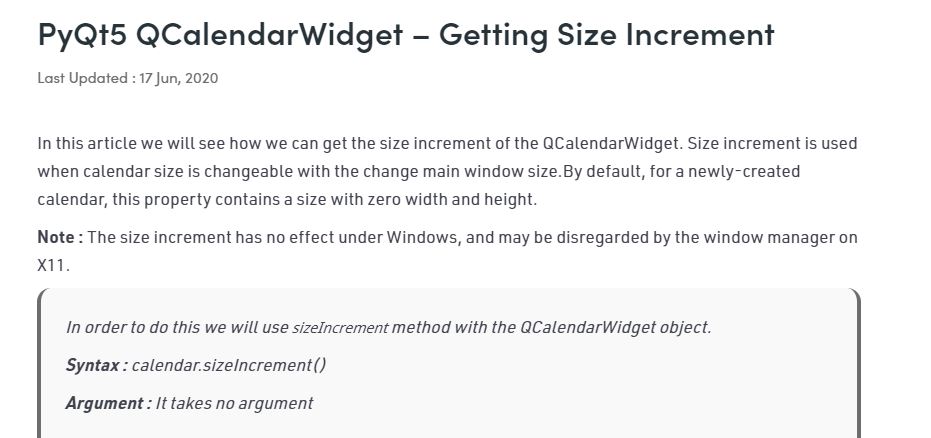 PyQt5 QCalendarWidget – Getting Size Increment
Last Updated : 17 Jun, 2020
In this article we will see how we can get the size increment of the QCalendarWidget. Size increment is used
when calendar size is changeable with the change main window size.By default, for a newly-created
calendar, this property contains a size with zero width and height.
Note : The size increment has no effect under Windows, and may be disregarded by the window manager on
X11.
In order to do this we will use sizeIncrement method with the QCalendarWidget object.
Syntax : calendar.sizeIncrement()
Argument : It takes no argument